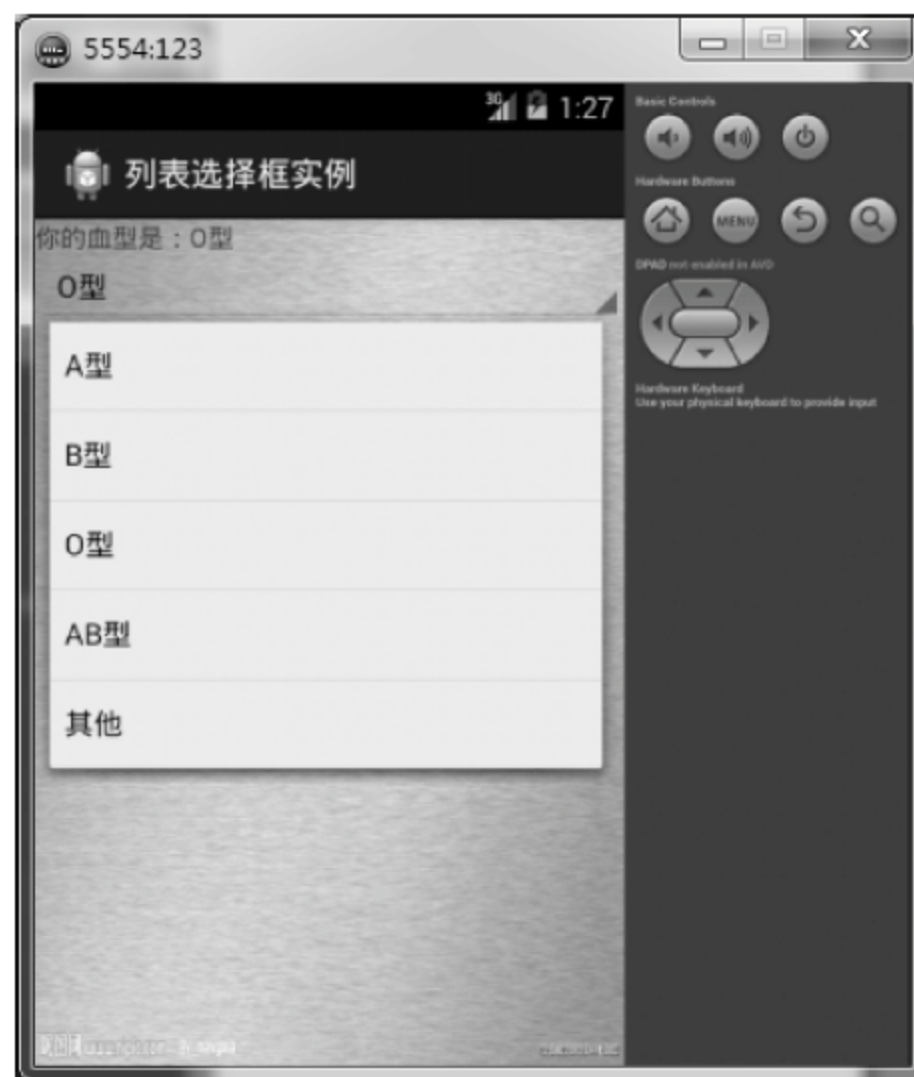 5554:123
3G 1:27
列表选择框实例
你的血型是：O型
O型
A型
B型
O型
AB型
其他
Basic Controls
Hardware Buttons
MENU
DPAD not enabled in AVD
Hardware Keyboard
Use your physical keyboard to provide input